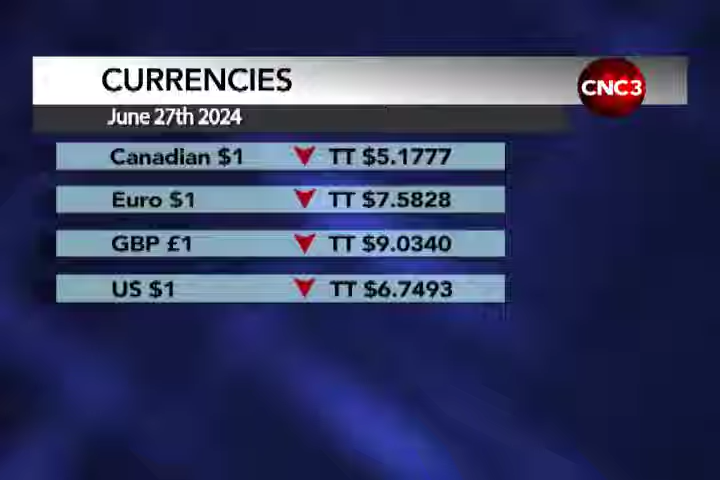 CURRENCIES
CNC3
June 27th 2024
Canadian $1 TT $5.1777
Euro $1 TT $7.5828
GBP £1 TT $9.0340
US $1 TT $6.7493